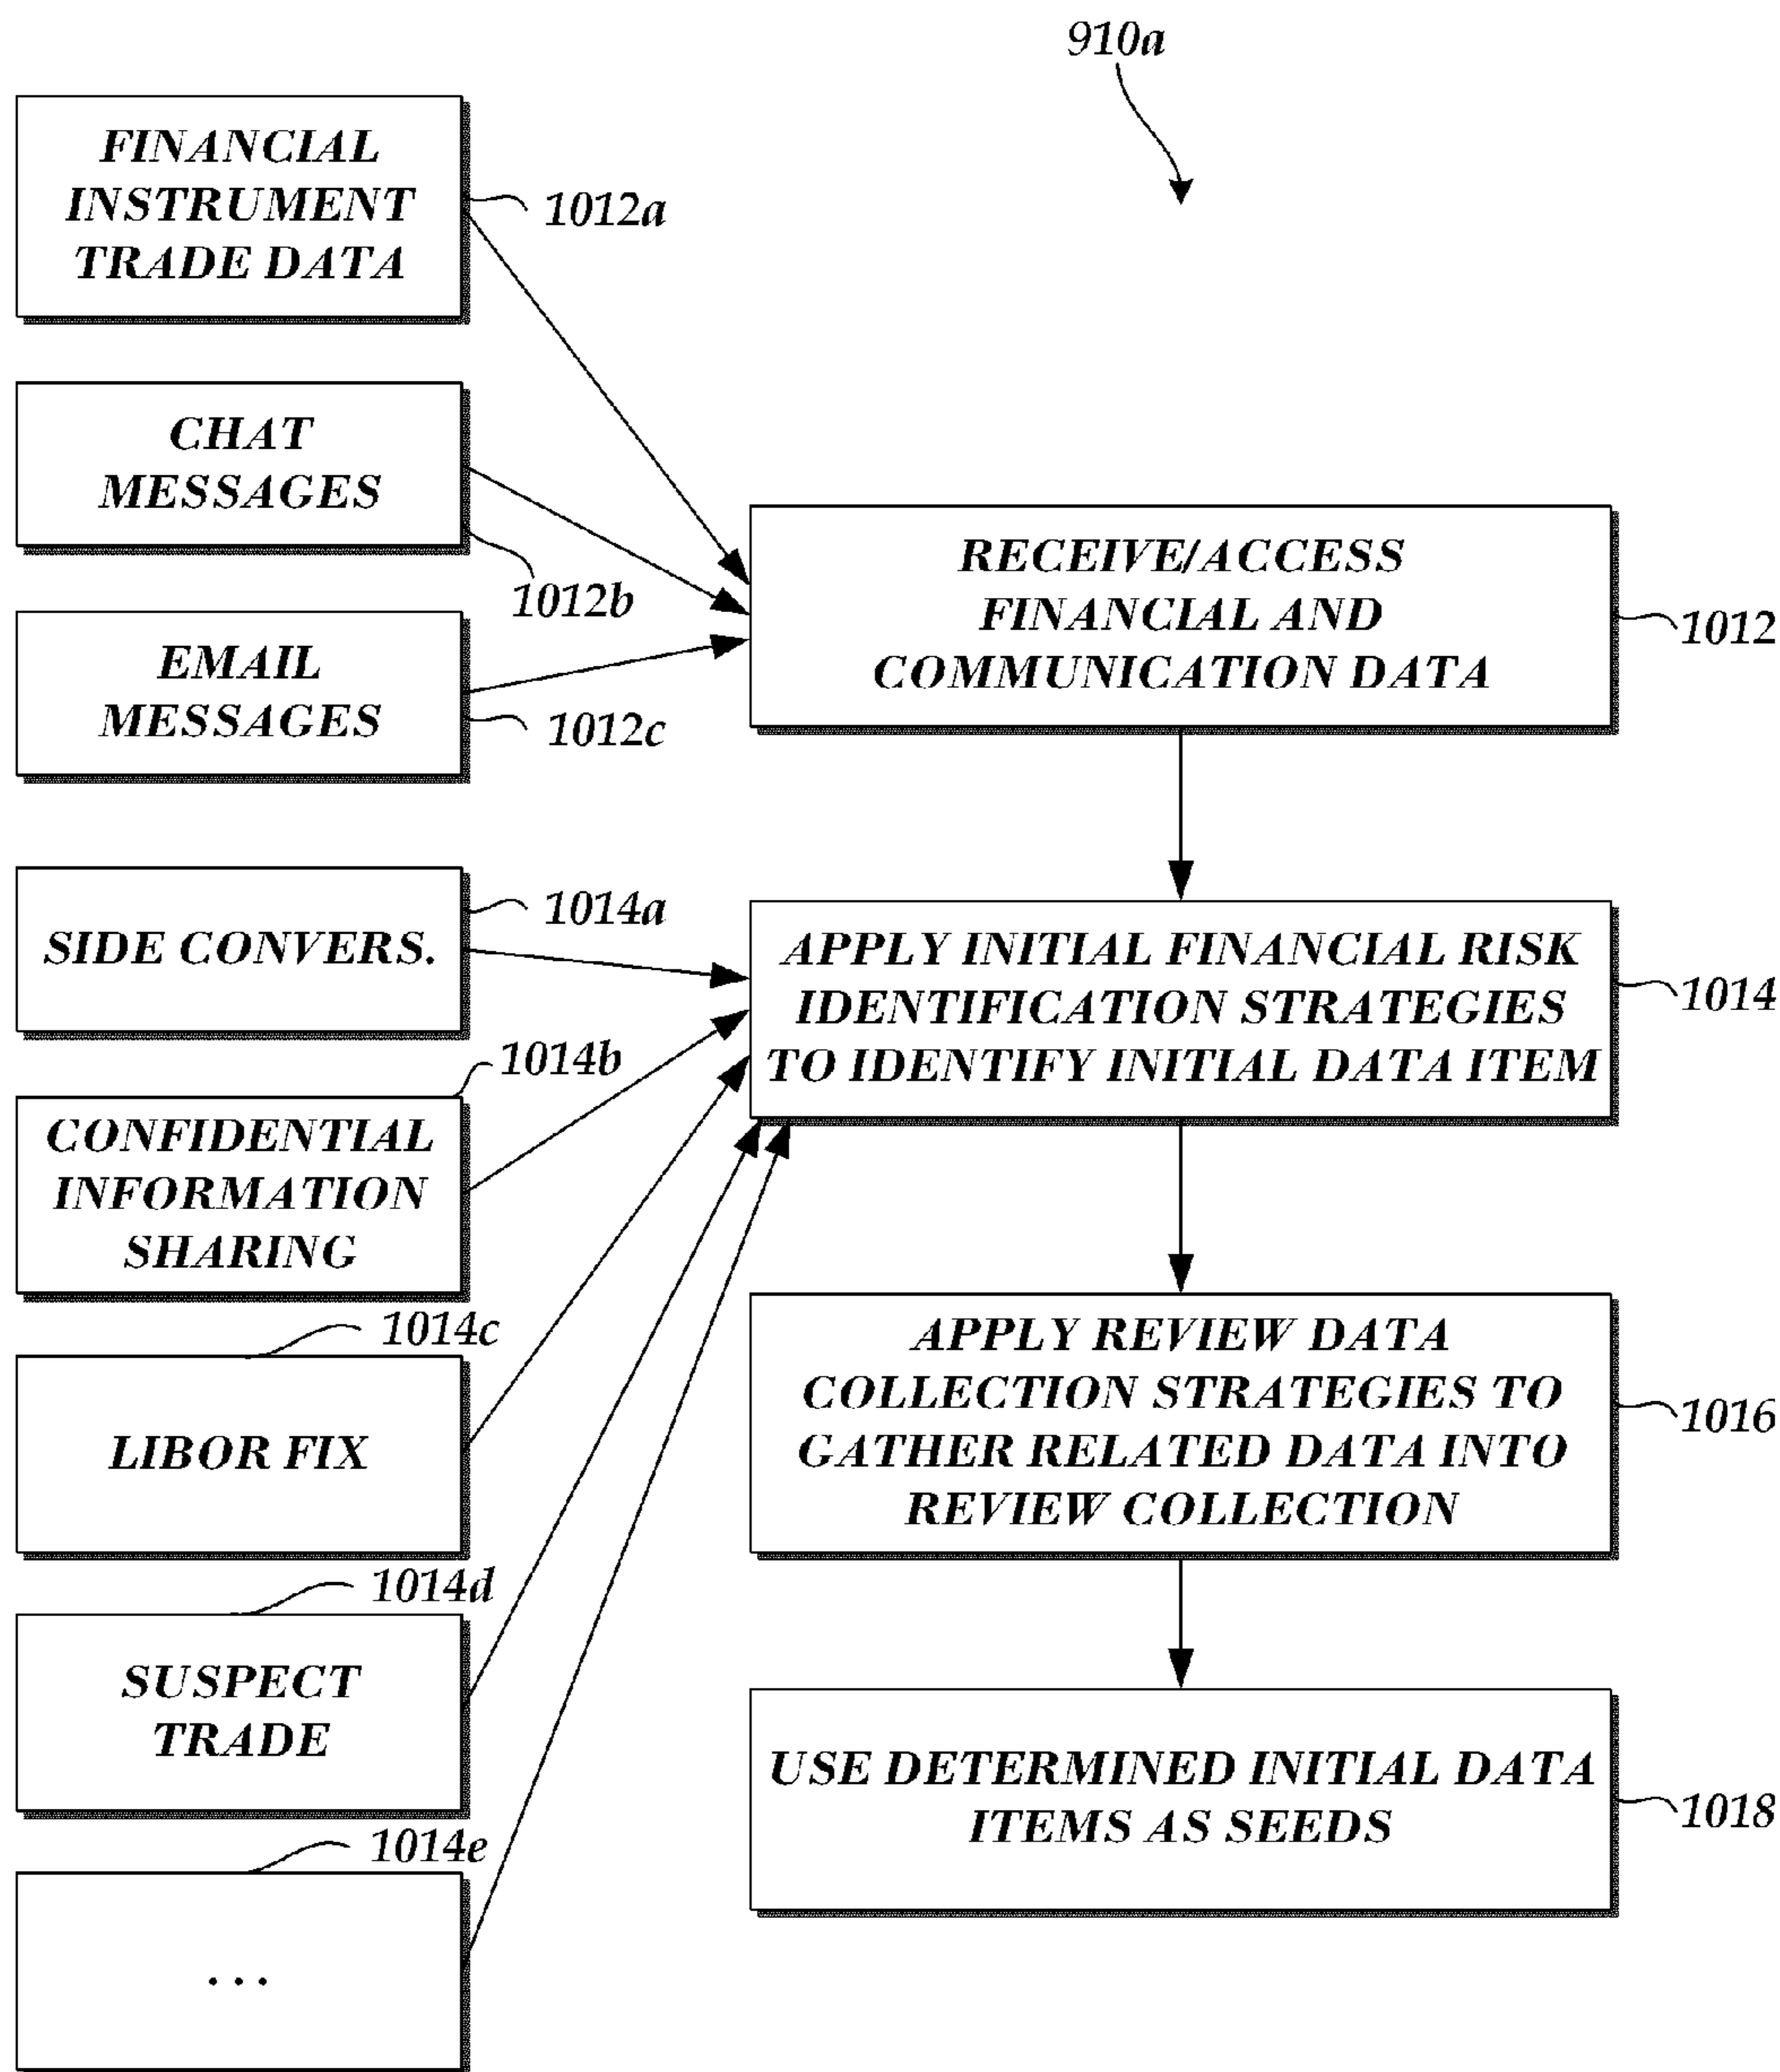 910a
FINANCIAL
INSTRUMENT
TRADE DATA
1012a
CHAT
MESSAGES
1012b
EMAIL
MESSAGES
1012c
RECEIVE/ACCESS
FINANCIAL AND
COMMUNICATION DATA
1012
SIDE CONVERS.
1014a
CONFIDENTIAL
INFORMATION
SHARING
1014b
LIBOR FIX
1014c
SUSPECT
TRADE
1014d
...
1014e
APPLY INITIAL FINANCIAL RISK
IDENTIFICATION STRATEGIES
TO IDENTIFY INITIAL DATA ITEM
1014
APPLY REVIEW DATA
COLLECTION STRATEGIES TO
GATHER RELATED DATA INTO
REVIEW COLLECTION
1016
USE DETERMINED INITIAL DATA
ITEMS AS SEEDS
1018